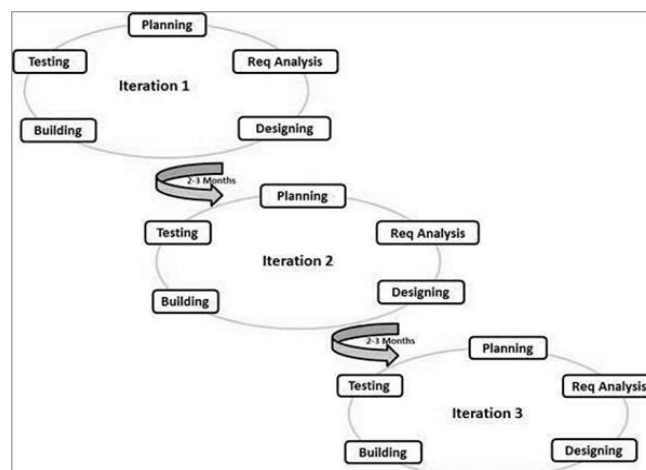 Planning
Testing
Req Analysis
Iteration 1
Building
Designing
2-3 Months
Planning
Testing
Req Analysis
Iteration 2
Building
Designing
2-3 Months
Planning
Testing
Req Analysis
Iteration 3
Building
Designing